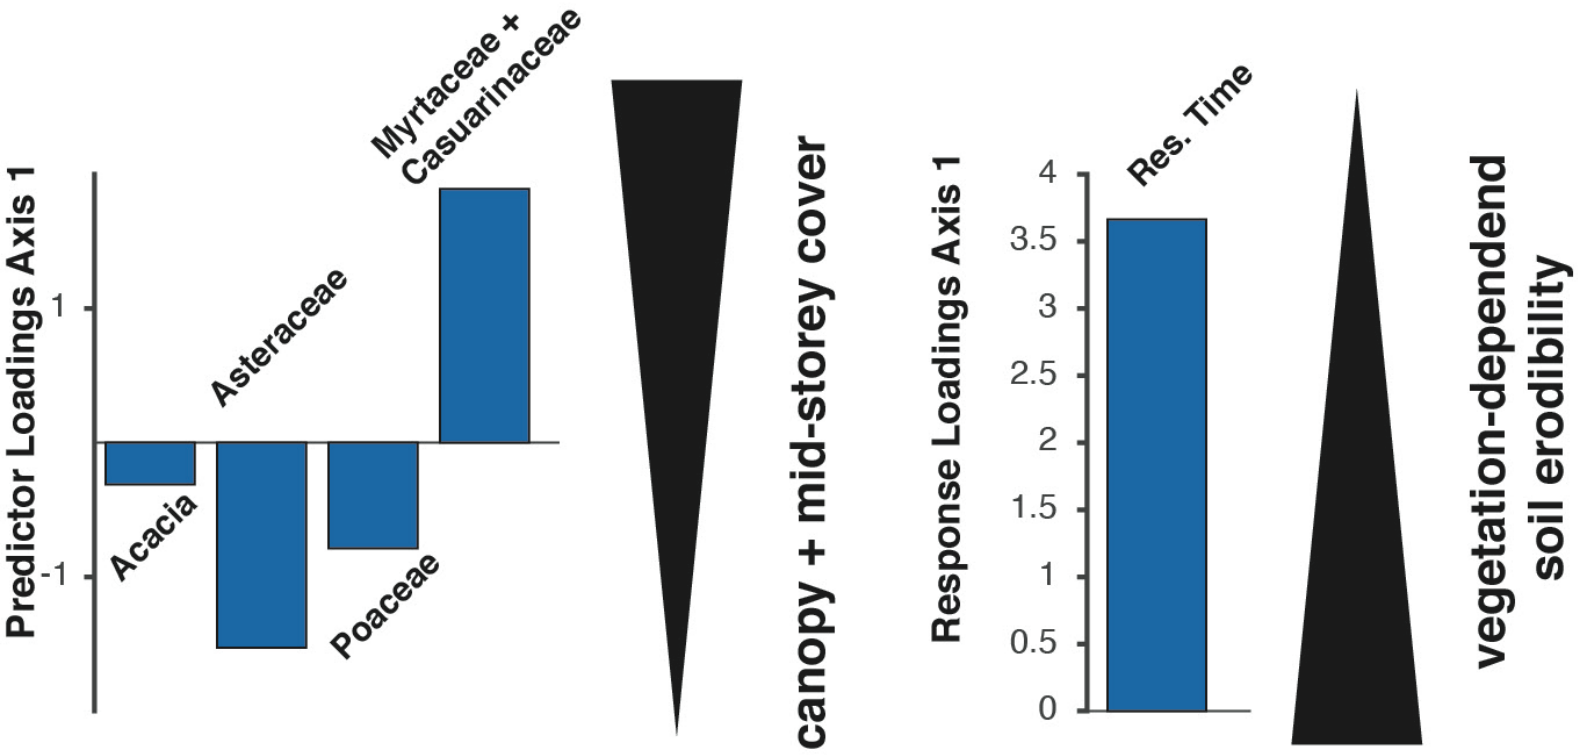 Predictor Loadings Axis 1
1
-1
Acacia
Asteraceae
Poaceae
Myrtaceae +
Casuarinaceae
canopy + mid-storey cover
Response Loadings Axis 1
4
3.5
3
2.5
2
1.5
1
0.5
0
Res. Time
vegetation-dependend
soil erodibility